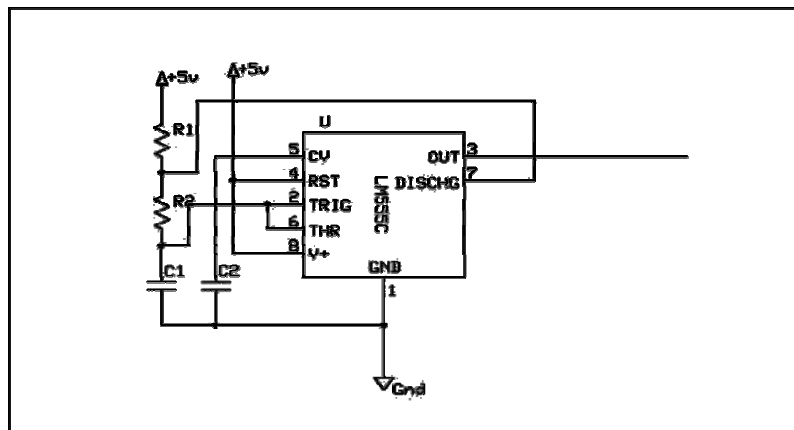 +5v
+5v
R1
U
5 CV
OUT 3
4 RST
DISCHG 7
R2
2 TRIG
LM555C
6 THR
8 V+
GND
C1
C2
1
Gnd